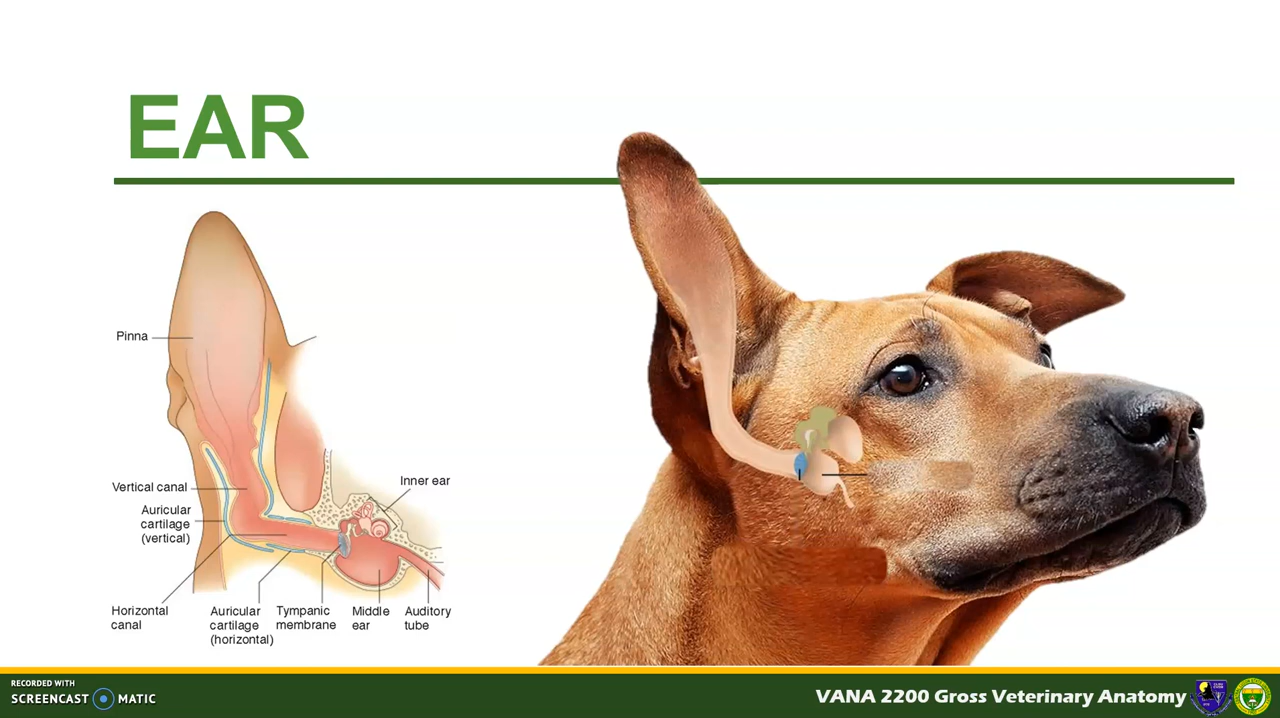 EAR
Pinna
Vertical canal
Auricular
cartilage
(vertical)
Inner ear
Horizontal
canal
Auricular
cartilage
(horizontal)
Tympanic
membrane
Middle
ear
Auditory
tube
RECORDED WITH
SCREENCAST MATIC
VANA 2200 Gross Veterinary Anatomy